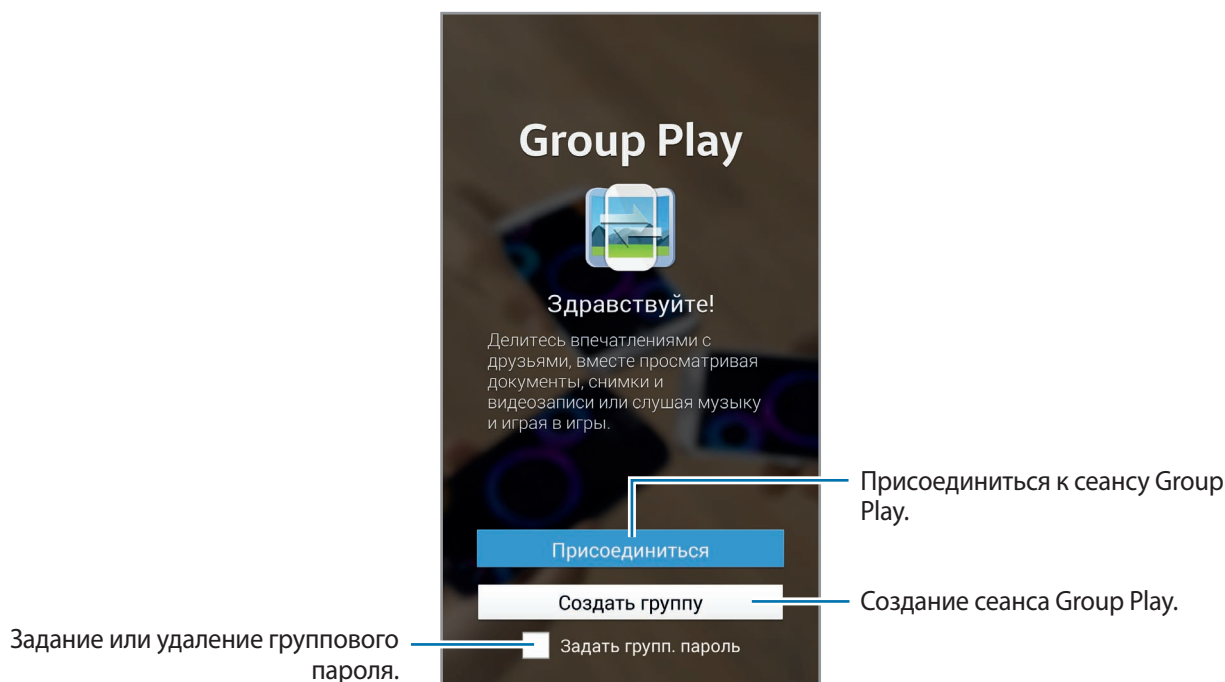 Group Play
Здравствуйте!
Делитесь впечатлениями с
друзьями, вместе просматривая
документы, снимки и
видеозаписи или слушая музыку
и играя в игры.
Присоединиться к сеансу Group
Play.
Присоединиться
Создать группу
Создание сеанса Group Play.
Задание или удаление группового
пароля.
Задать групп. пароль